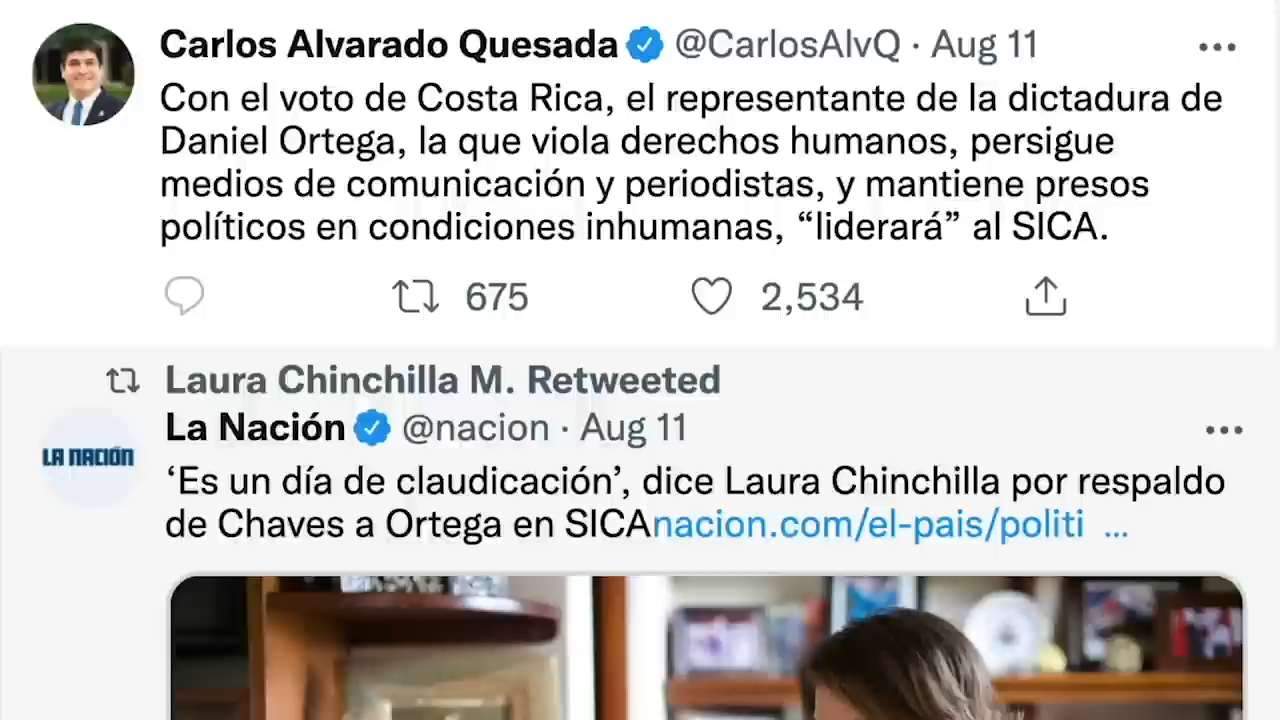 Carlos Alvarado Quesada @CarlosAlvQ · Aug 11
Con el voto de Costa Rica, el representante de la dictadura de
Daniel Ortega, la que viola derechos humanos, persigue
medios de comunicación y periodistas, y mantiene presos
políticos en condiciones inhumanas, “liderará” al SICA.
675 2,534
Laura Chinchilla M. Retweeted
La Nación @nacion · Aug 11
LA NACIÓN
‘Es un día de claudicación’, dice Laura Chinchilla por respaldo
de Chaves a Ortega en SICAnacion.com/el-pais/politi ...